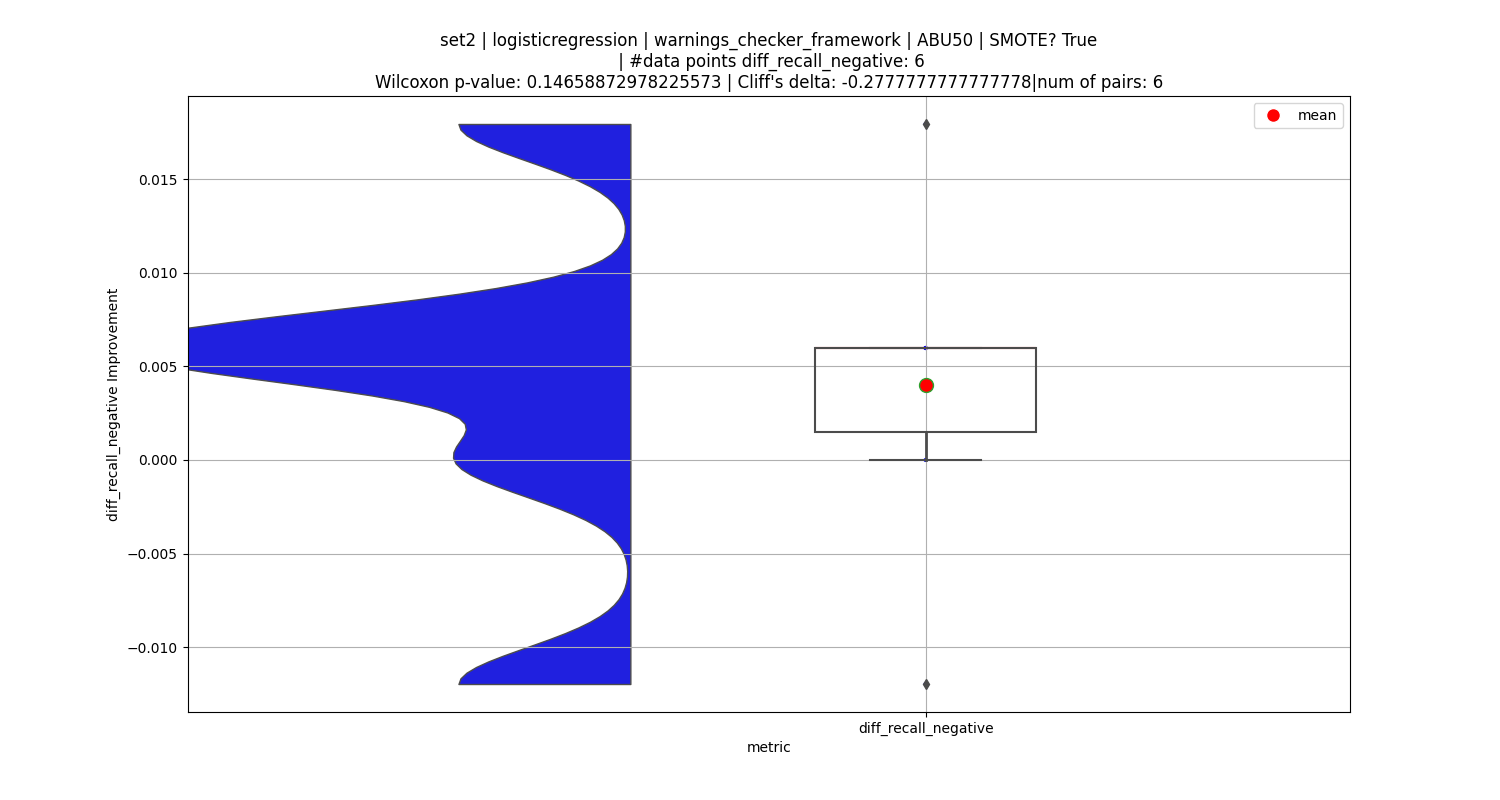 set2 | logisticregression | warnings_checker_framework | ABU50 | SMOTE? True
| #data points diff_recall_negative: 6
Wilcoxon p-value: 0.14658872978225573 | Cliff's delta: -0.2777777777777778|num of pairs: 6
mean
diff_recall_negative Improvement
0.015
0.010
0.005
0.000
−0.005
−0.010
diff_recall_negative
metric